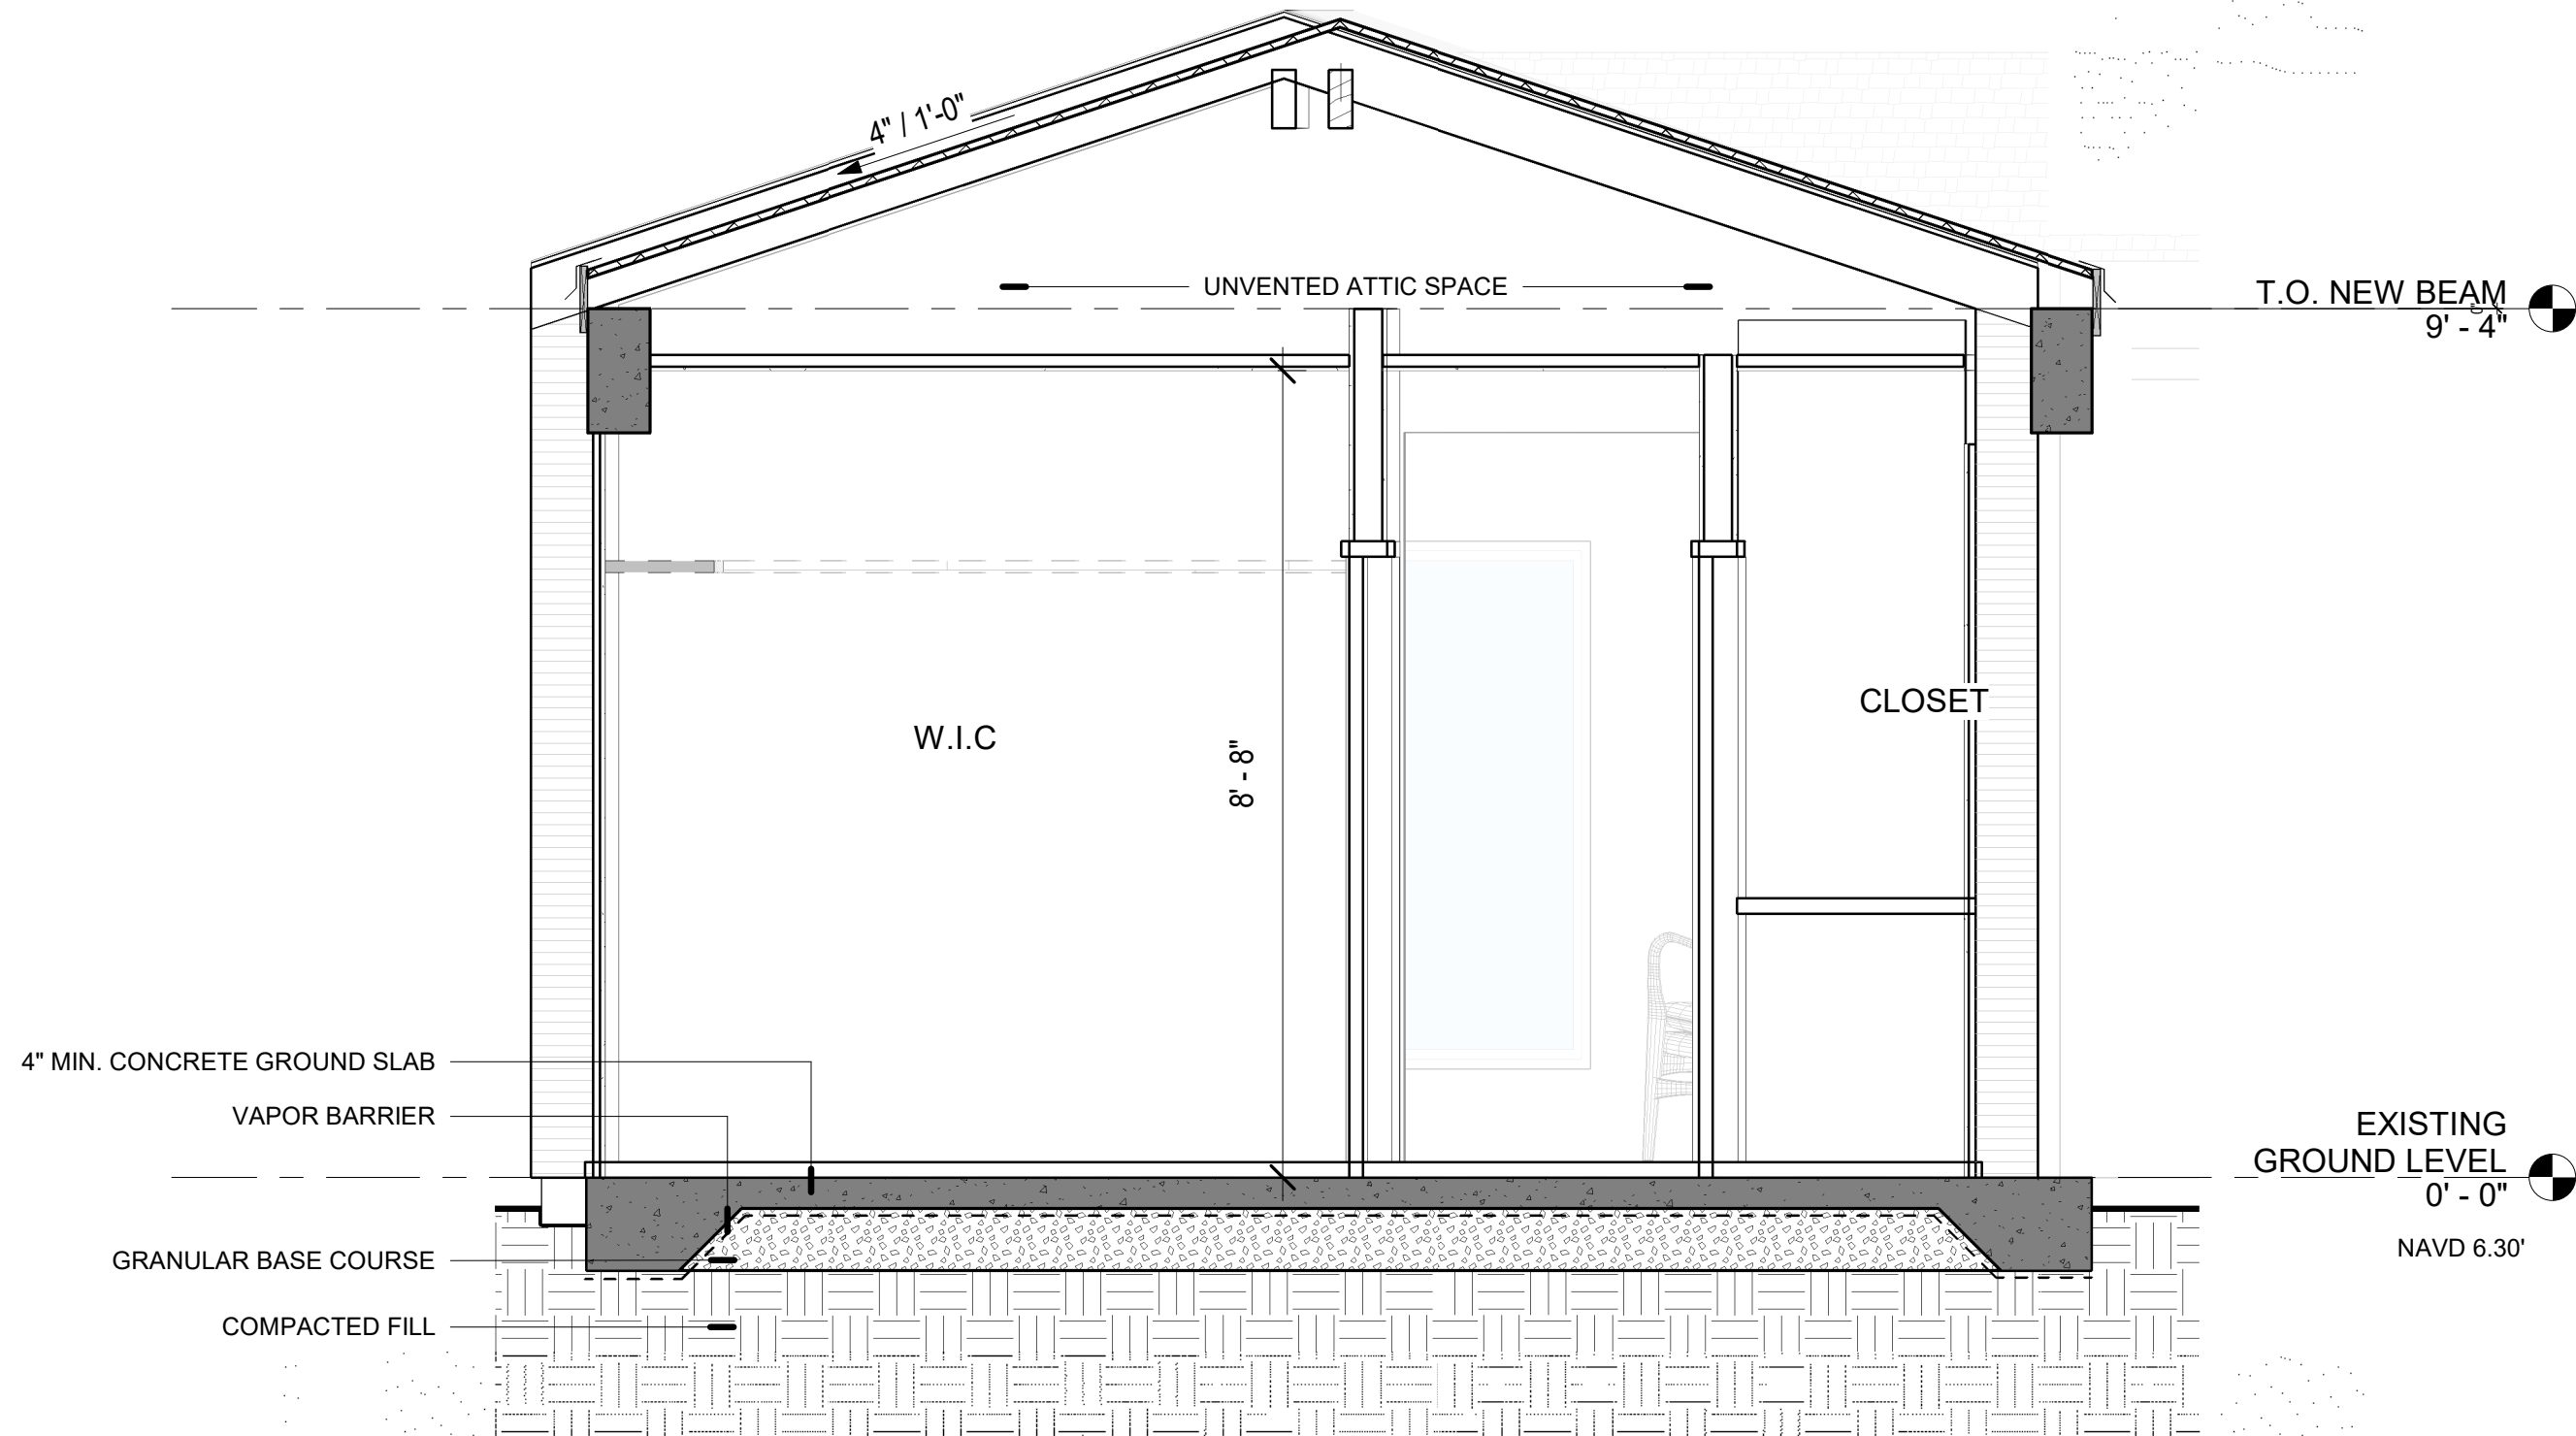 4" / 1'-0"
UNVENTED ATTIC SPACE
T.O. NEW BEAM
9' - 4"
W.I.C
8' - 8"
CLOSET
4" MIN. CONCRETE GROUND SLAB
VAPOR BARRIER
GRANULAR BASE COURSE
COMPACTED FILL
EXISTING
GROUND LEVEL
0' - 0"
NAVD 6.30'